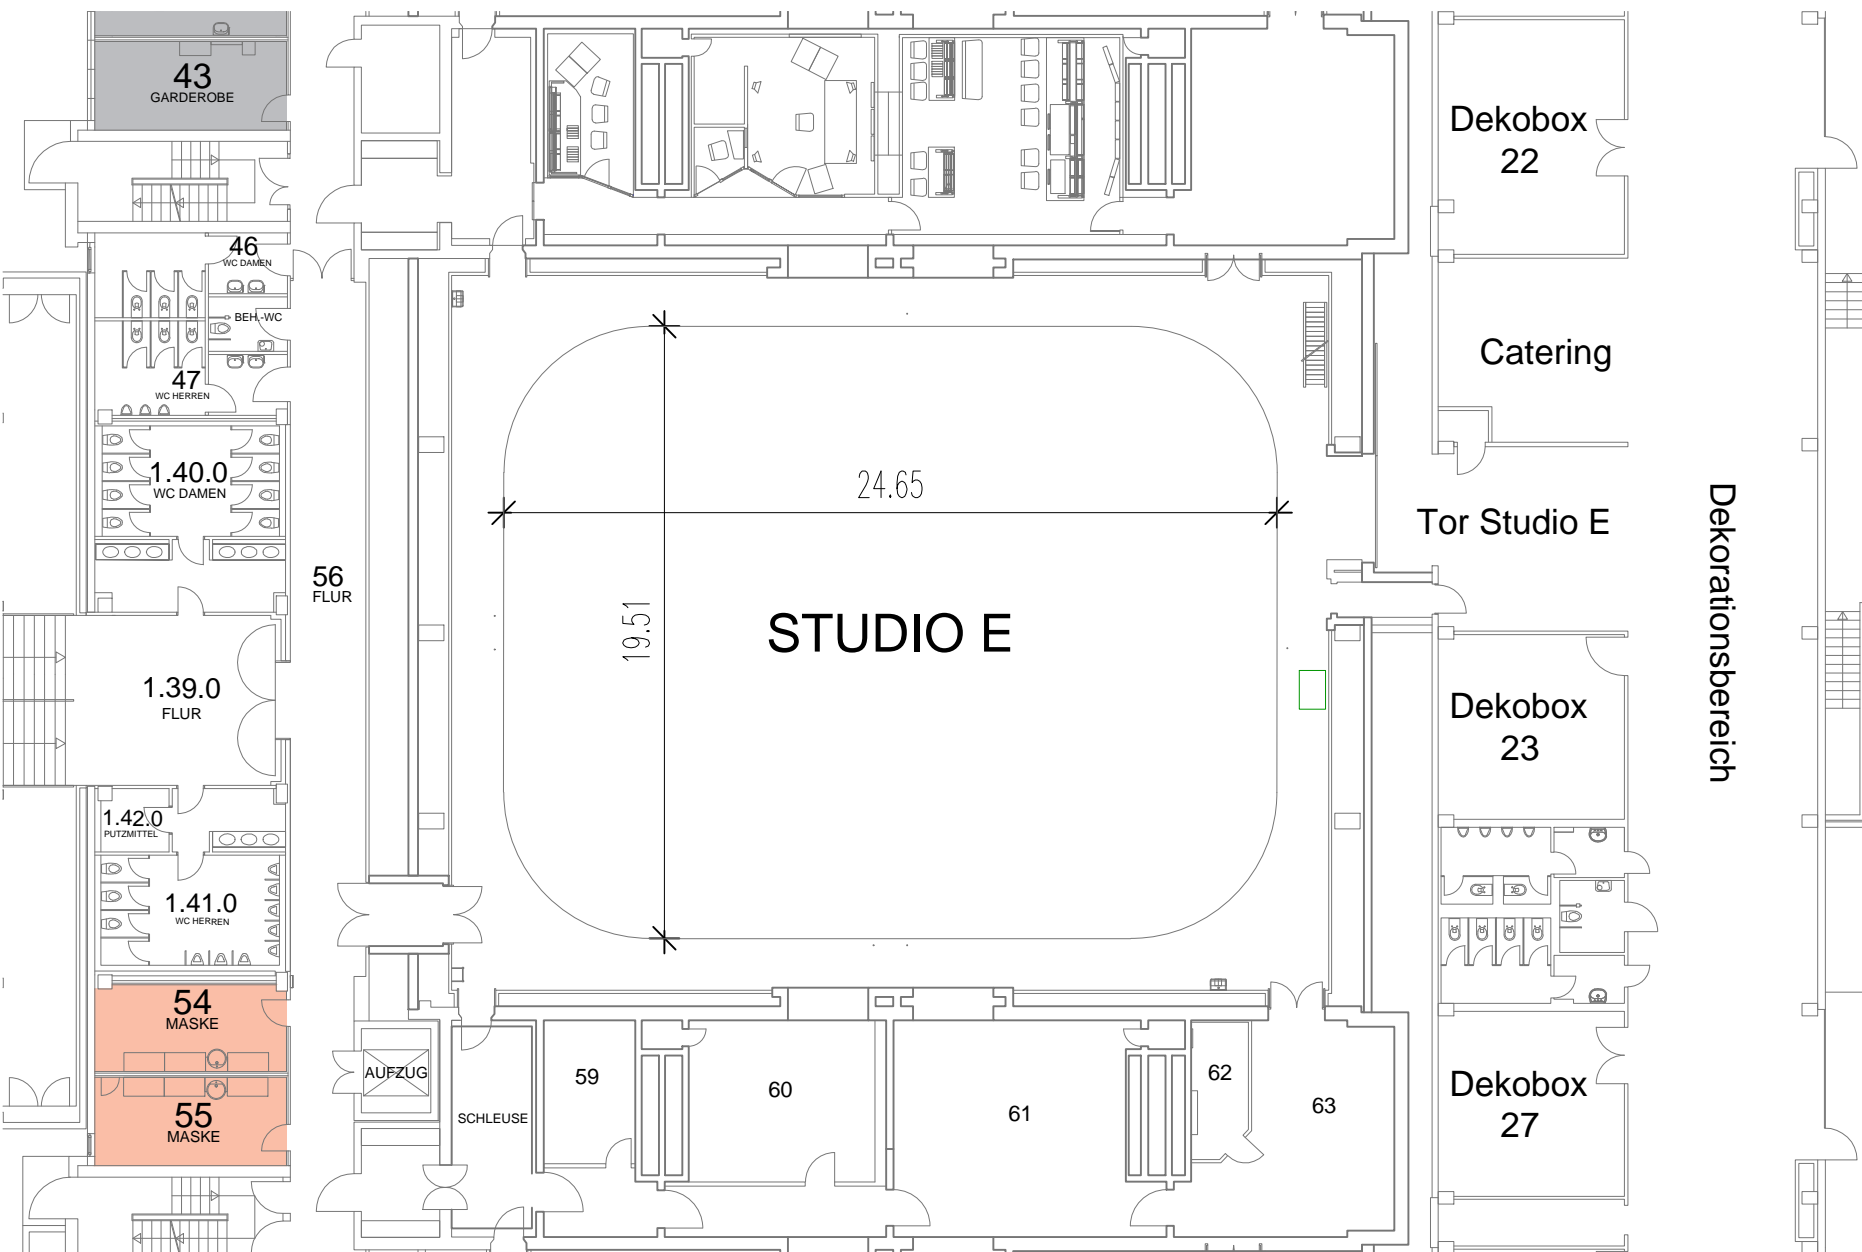 43
GARDEROBE
Dekobox
22
46
WC DAMEN
BEH.-WC
47
WC HERREN
Catering
1.40.0
WC DAMEN
24.65
Tor Studio E
Dekorationsbereich
56
FLUR
19.51
STUDIO E
1.39.0
FLUR
Dekobox
23
1.42.0
PUTZMITTEL
1.41.0
WC HERREN
54
MASKE
AUFZUG
59
60
61
62
63
SCHLEUSE
55
MASKE
Dekobox
27